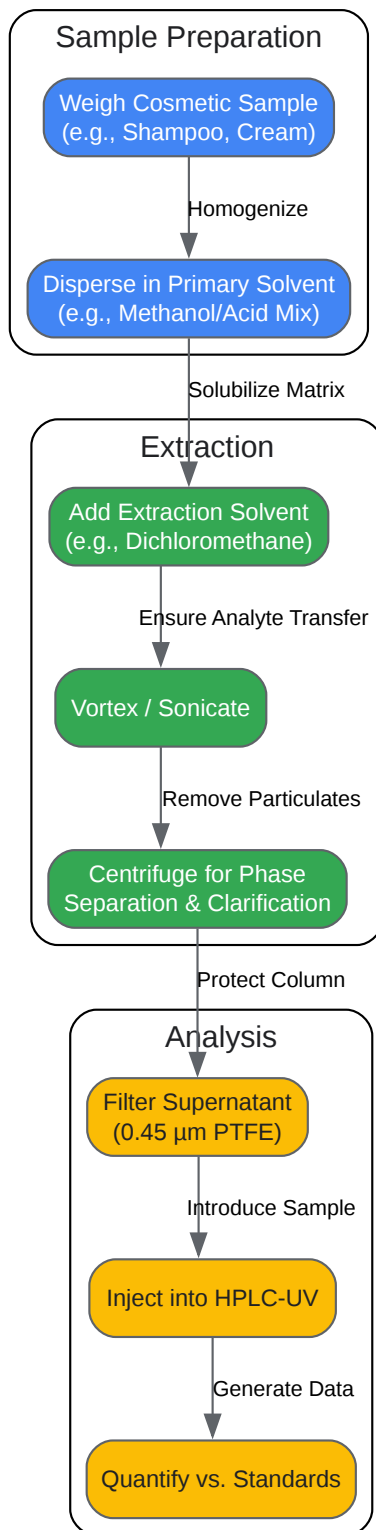 Sample Preparation
Weigh Cosmetic Sample
(e.g., Shampoo, Cream)
Homogenize
Disperse in Primary Solvent
(e.g., Methanol/Acid Mix)
Solubilize Matrix
Extraction
Add Extraction Solvent
(e.g., Dichloromethane)
Ensure Analyte Transfer
Vortex / Sonicate
Remove Particulates
Centrifuge for Phase
Separation & Clarification
Protect Column
Analysis
Filter Supernatant
(0.45 µm PTFE)
Introduce Sample
Inject into HPLC-UV
Generate Data
Quantify vs. Standards